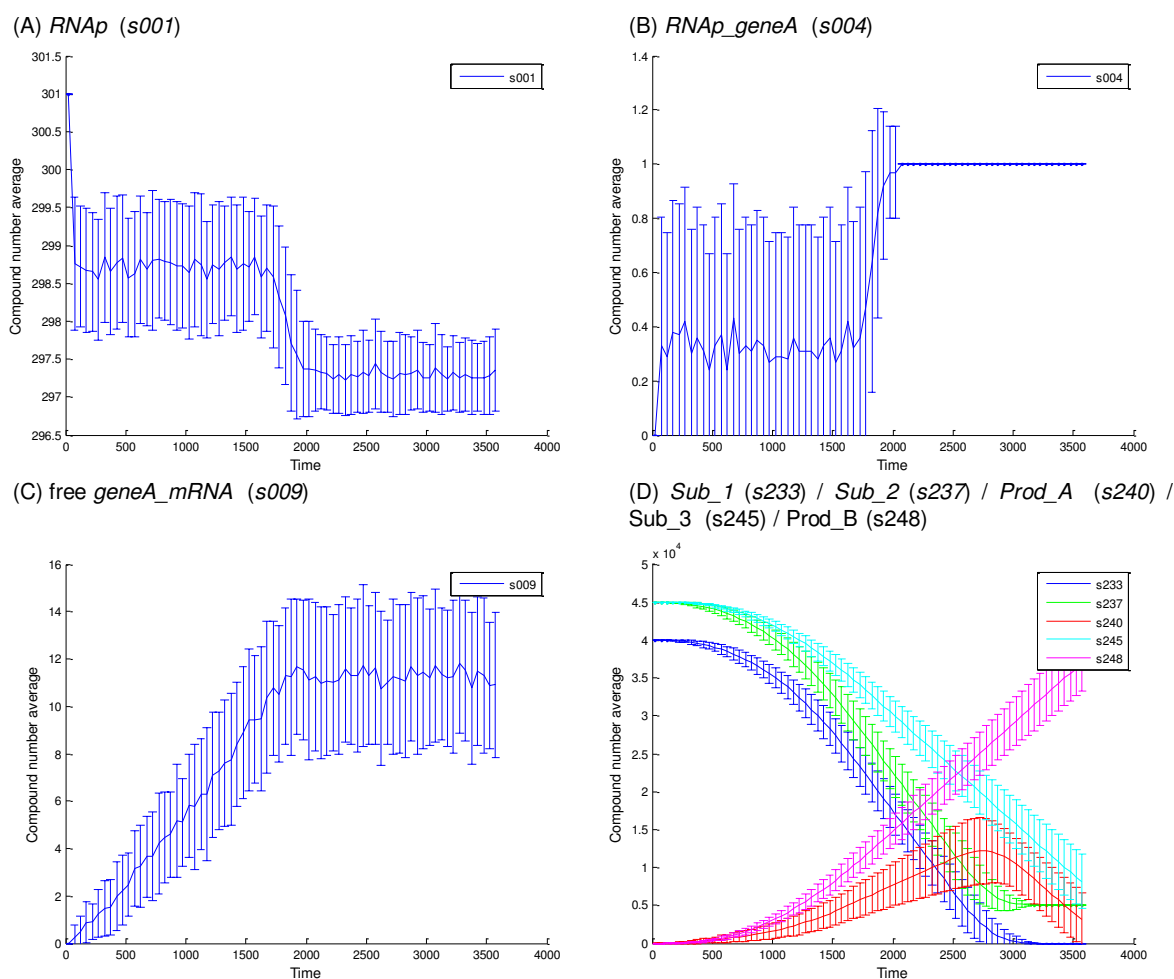 (A) RNAp (s001)
301.5
301
300.5
300
299.5
299
298.5
298
297.5
297
296.5
0 500 1000 1500 2000 2500 3000 3500 4000
Time
Compound number average
s001
(B) RNAp_geneA (s004)
1.4
1.2
1
0.8
0.6
0.4
0.2
0
0 500 1000 1500 2000 2500 3000 3500 4000
Time
Compound number average
s004
(C) free geneA_mRNA (s009)
16
14
12
10
8
6
4
2
0
0 500 1000 1500 2000 2500 3000 3500 4000
Time
Compound number average
s009
(D) Sub_1 (s233) / Sub_2 (s237) / Prod_A (s240) /
Sub_3 (s245) / Prod_B (s248)
x 10^4
5
4.5
4
3.5
3
2.5
2
1.5
1
0.5
0
0 500 1000 1500 2000 2500 3000 3500 4000
Time
Compound number average
s233
s237
s240
s245
s248